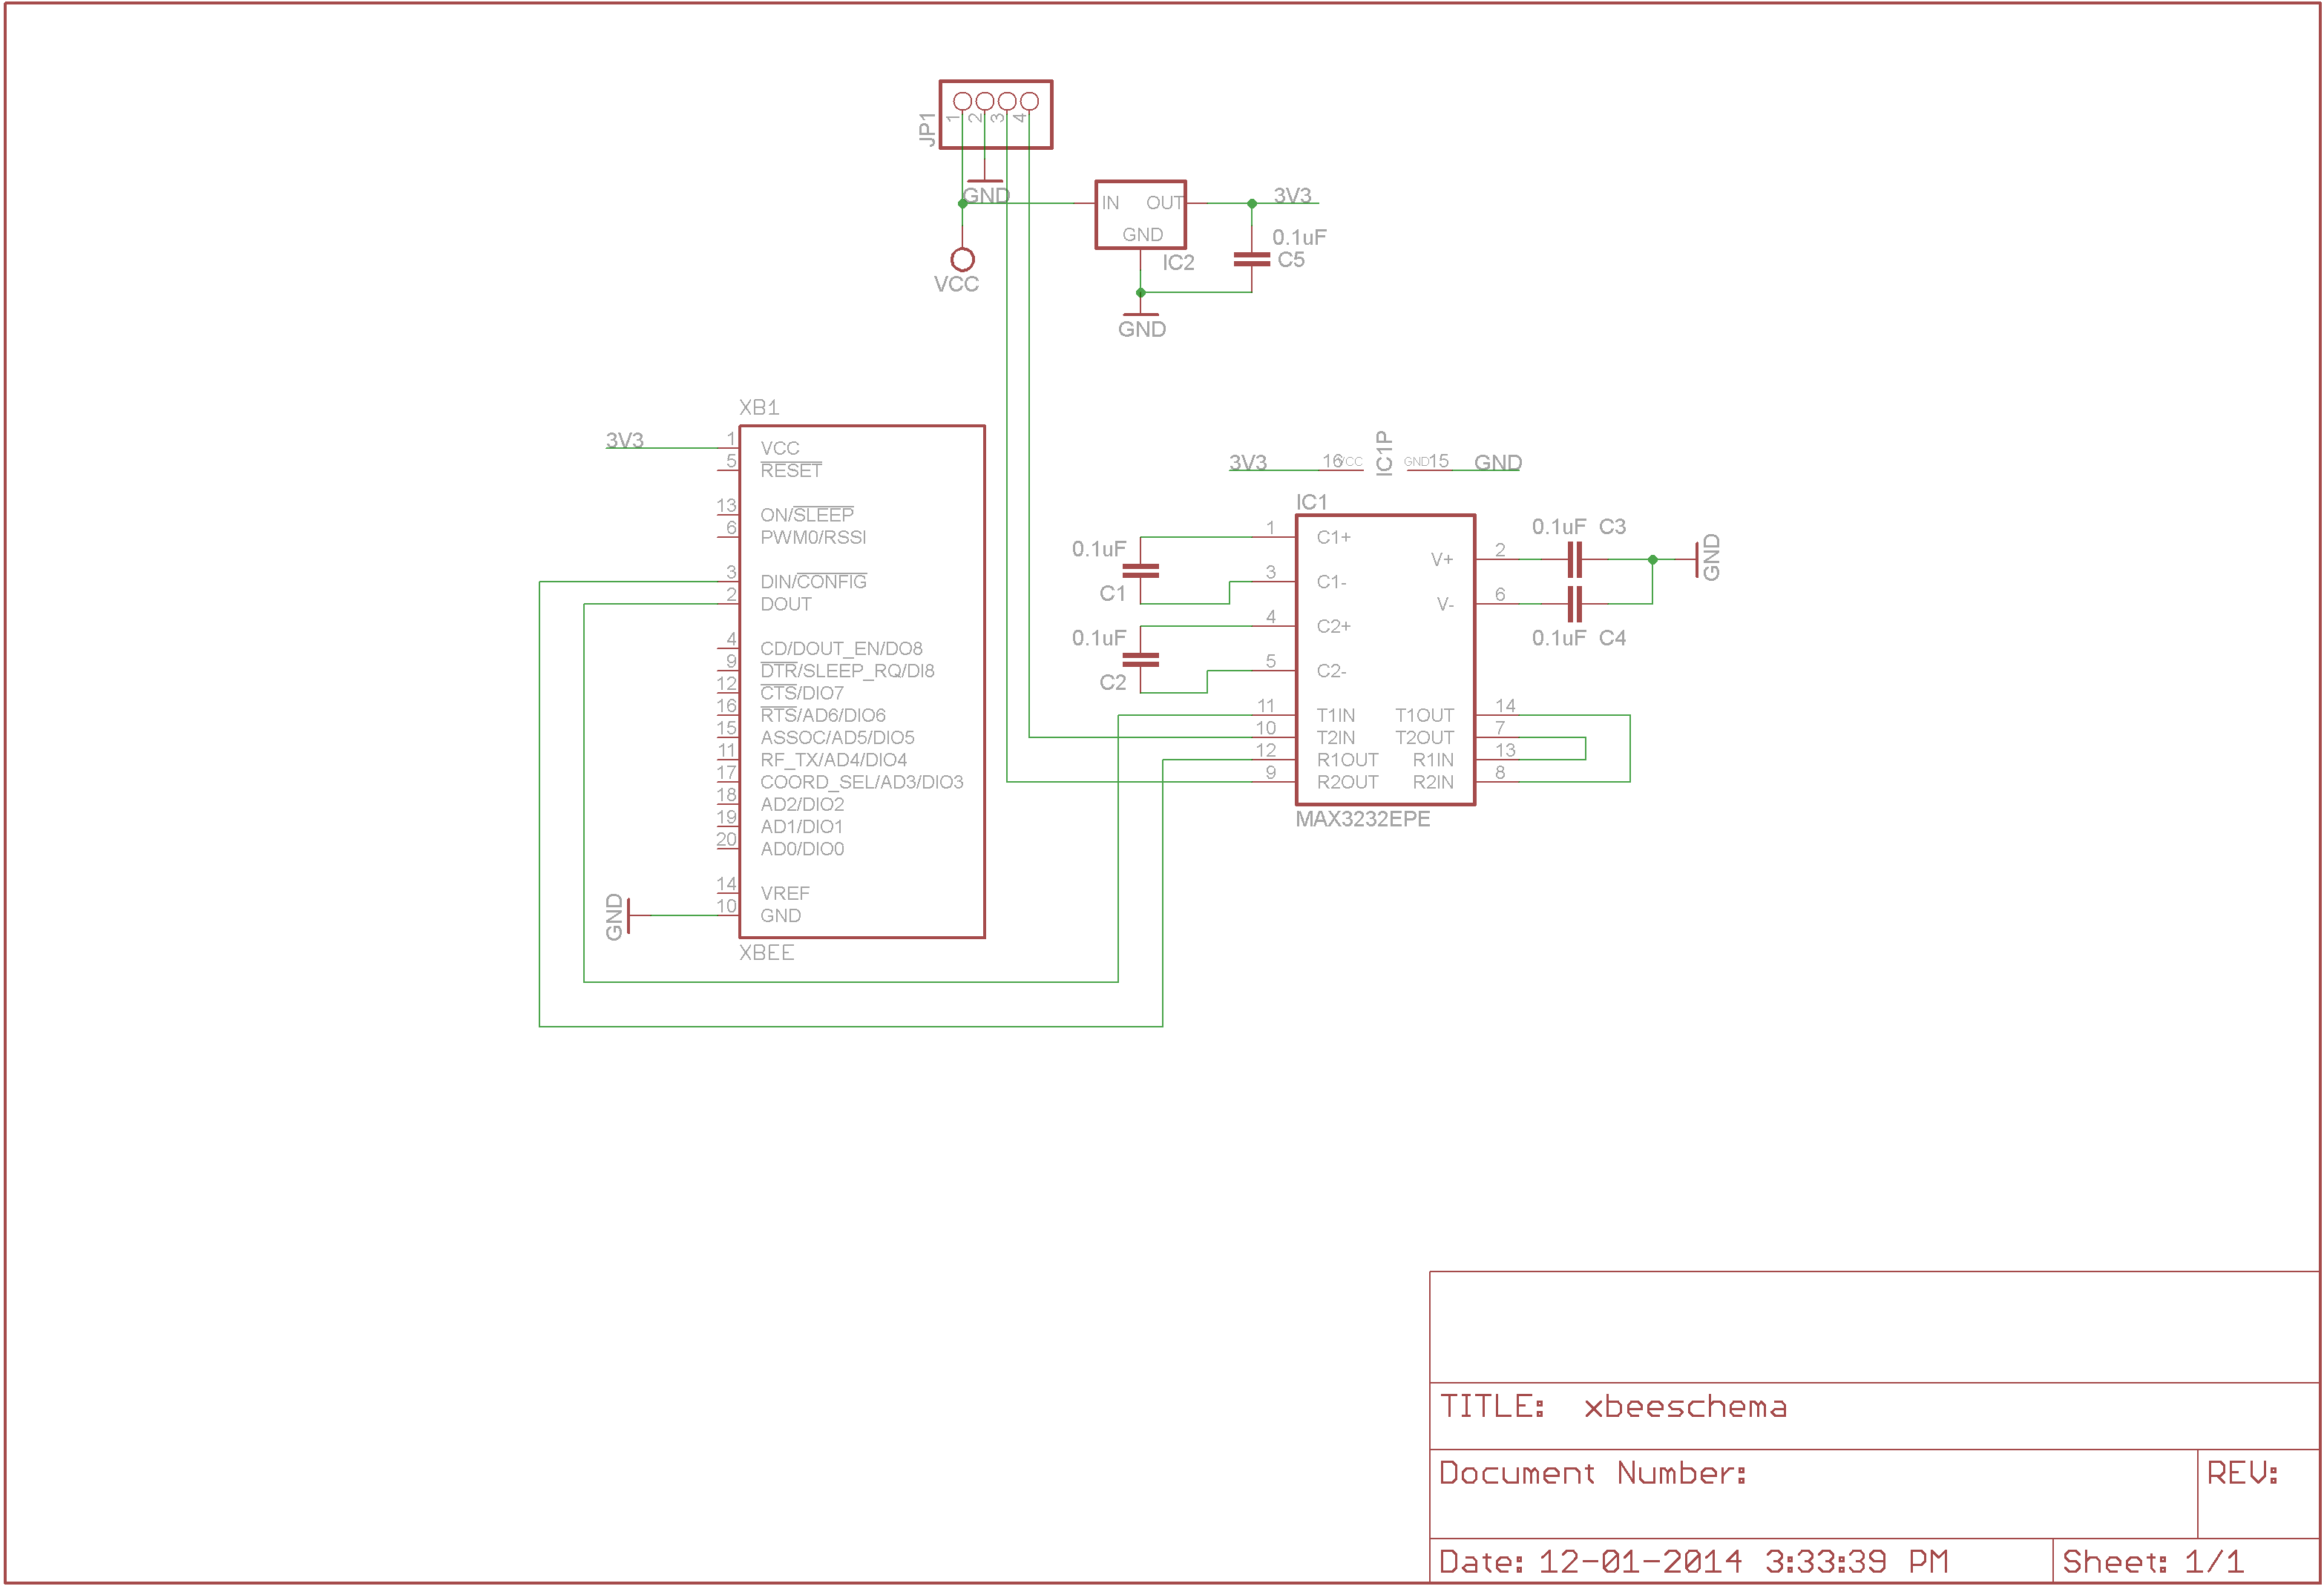 JP1
1
2
3
4
GND
VCC
IN
OUT
GND
IC2
3V3
0.1uF
C5
GND
XB1
3V3
1 VCC
5 RESET
13 ON/SLEEP
6 PWM0/RSSI
3 DIN/CONFIG
2 DOUT
4 CD/DOUT_EN/DO8
9 DTR/SLEEP_RQ/DI8
12 CTS/DIO7
16 RTS/AD6/DIO6
15 ASSOC/AD5/DIO5
11 RF_TX/AD4/DIO4
17 COORD_SEL/AD3/DIO3
18 AD2/DIO2
19 AD1/DIO1
20 AD0/DIO0
14 VREF
10 GND
GND
XBEE
3V3
16 VCC
IC1P
GND 15
GND
IC1
0.1uF
C1
0.1uF
C2
1 C1+
3 C1-
4 C2+
5 C2-
11 T1IN
10 T2IN
12 R1OUT
9 R2OUT
V+ 2
V- 6
T1OUT 14
T2OUT 7
R1IN 13
R2IN 8
MAX3232EPE
0.1uF C3
0.1uF C4
GND
TITLE: xbeeschema
Document Number:
REV:
Date: 12-01-2014 3:33:39 PM
Sheet: 1/1